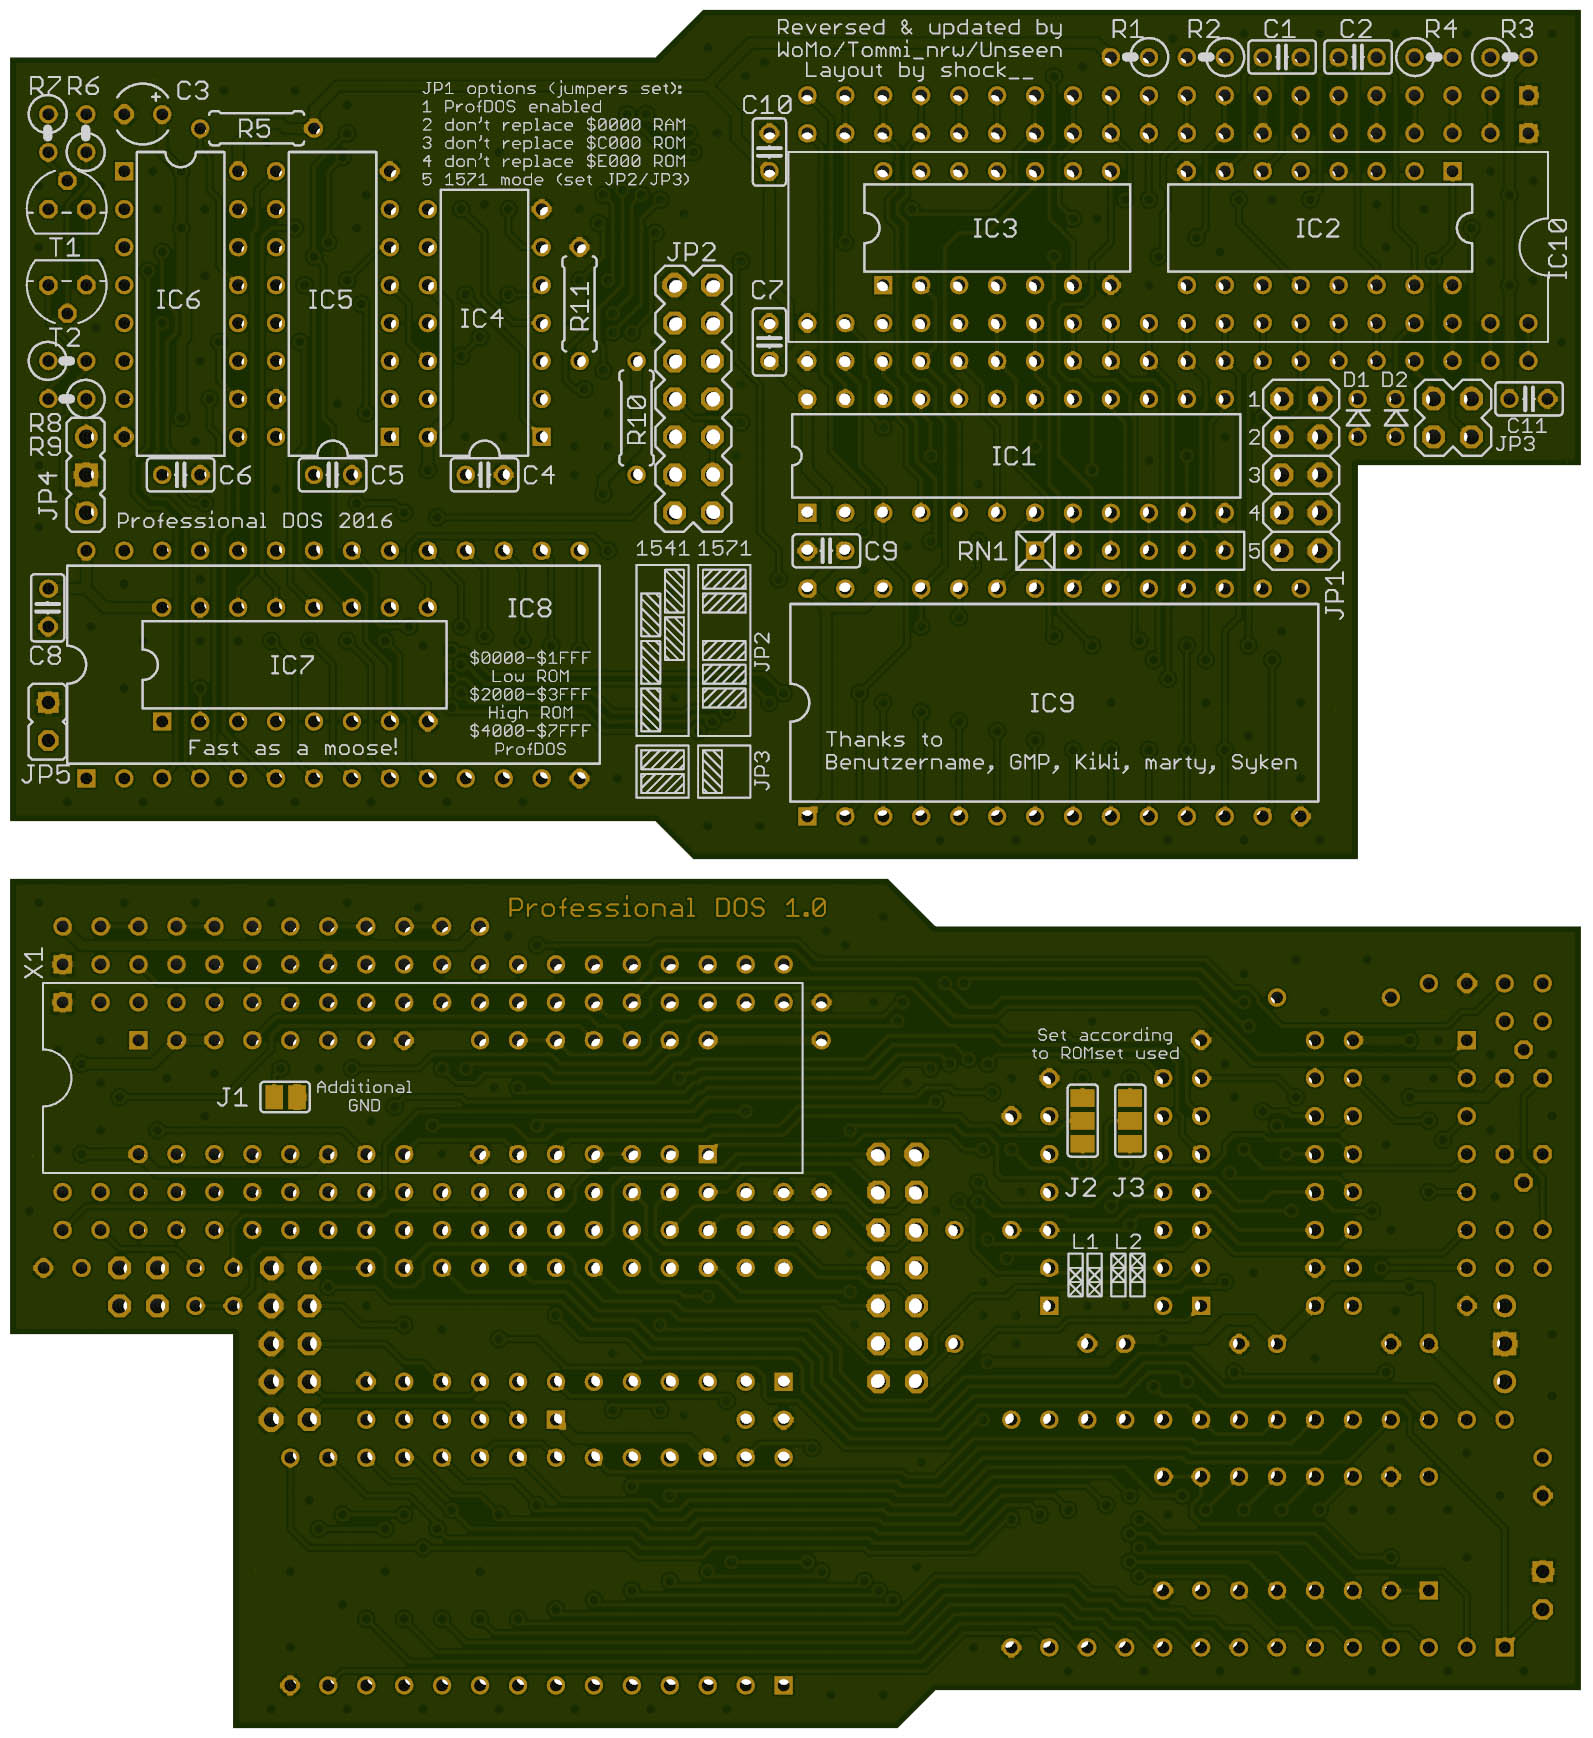 Reversed & updated by
WoMo/Tommi_nrw/Unseen
Layout by shock__
R1
R2
C1
C2
R4
R3
R7
R6
C3
R5
JP1 options (jumpers set):
1 ProfDOS enabled
2 don't replace $0000 RAM
3 don't replace $C000 ROM
4 don't replace $E000 ROM
5 1571 mode (set JP2/JP3)
C10
T1
IC3
IC2
IC10
JP2
C7
IC6
IC5
IC4
R11
T2
R10
R8
R9
JP4
C6
C5
C4
IC1
1
2
3
4
5
D1
D2
C11
JP3
Professional DOS 2016
1541
1571
C9
RN1
JP1
IC8
C8
IC7
$0000-$1FFF
Low ROM
$2000-$3FFF
High ROM
$4000-$7FFF
ProfDOS
JP2
IC9
Fast as a moose!
JP5
JP3
Thanks to
Benutzername, GMP, KiWi, marty, Syken
Professional DOS 1.0
X1
Set according
to ROMset used
J1
Additional
GND
J2
J3
L1
L2